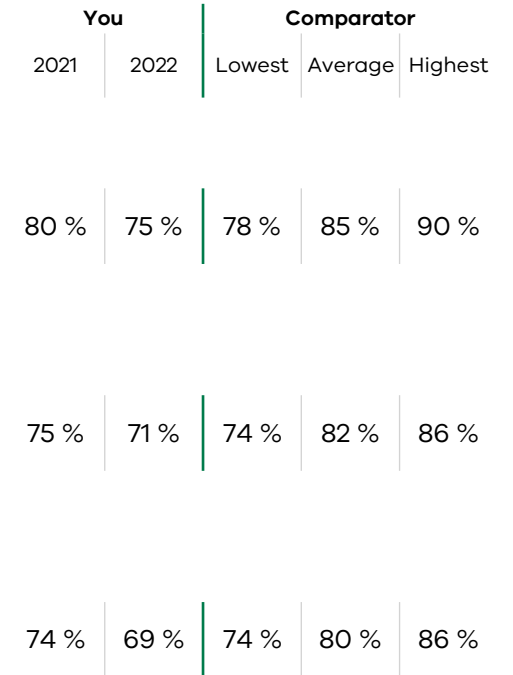 You Comparator
2021 2022 Lowest Average Highest
80 % 75 % 78 % 85 % 90 %
75 % 71 % 74 % 82 % 86 %
74 % 69 % 74 % 80 % 86 %